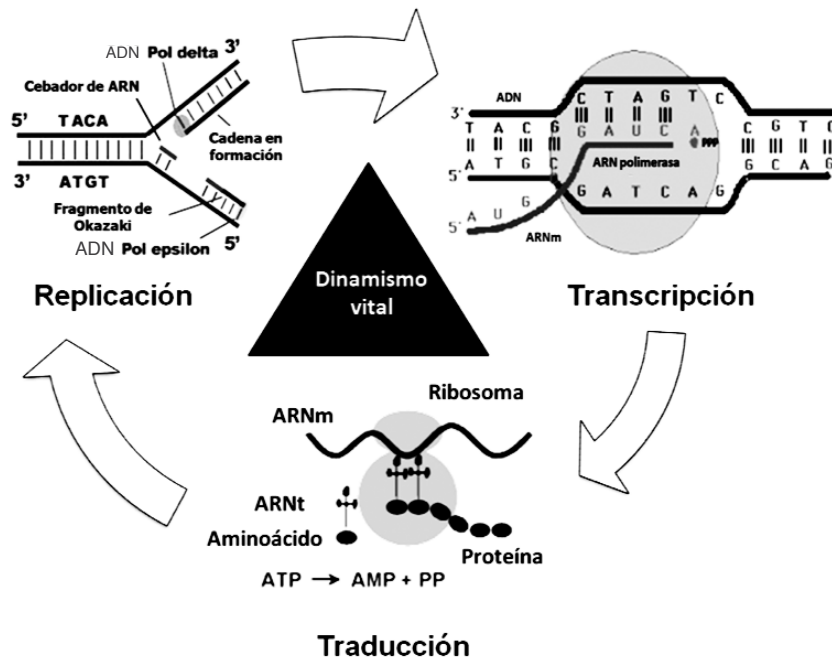 ADN Pol delta
3'
Cebador de ARN
5'
TACA
Cadena en
formación
3'
ATGT
Fragmento de
Okazaki
ADN Pol epsilon
5'
Replicación
ADN
C T A G T C
3'
T A C G
G A U C A
PPP
C G T C
ARN polimerasa
A T G C
G C A G
5'
G A T C A G
A U G
5'
ARNm
Transcripción
Dinamismo
vital
Ribosoma
ARNm
ARNt
Aminoácido
Proteína
ATP → AMP + PP
Traducción